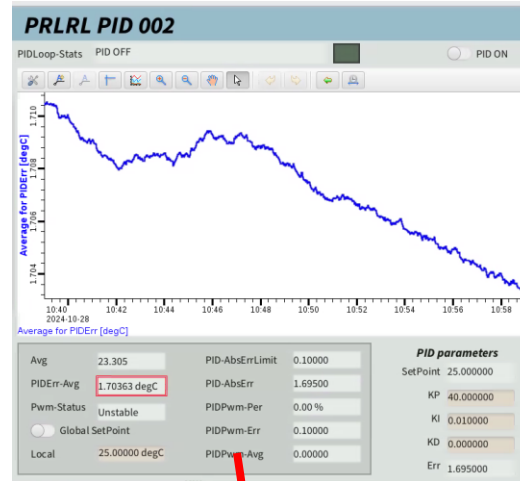 PRLRL PID 002
PIDLoop-Stats PID OFF PID ON
1.710
1.708
1.706
1.704
Average for PIDErr [degC]
10:40 10:42 10:44 10:46 10:48 10:50 10:52 10:54 10:56 10:58
2024-10-28
Average for PIDErr [degC]
Avg 23.305
PIDErr-Avg 1.70363 degC
Pwm-Status Unstable
Global SetPoint
Local 25.00000 degC
PID-AbsErrLimit 0.10000
PID-AbsErr 1.69500
PIDPwm-Per 0.00 %
PIDPwm-Err 0.10000
PIDPwm-Avg 0.00000
PID parameters
SetPoint 25.000000
KP 40.000000
KI 0.010000
KD 0.000000
Err 1.695000